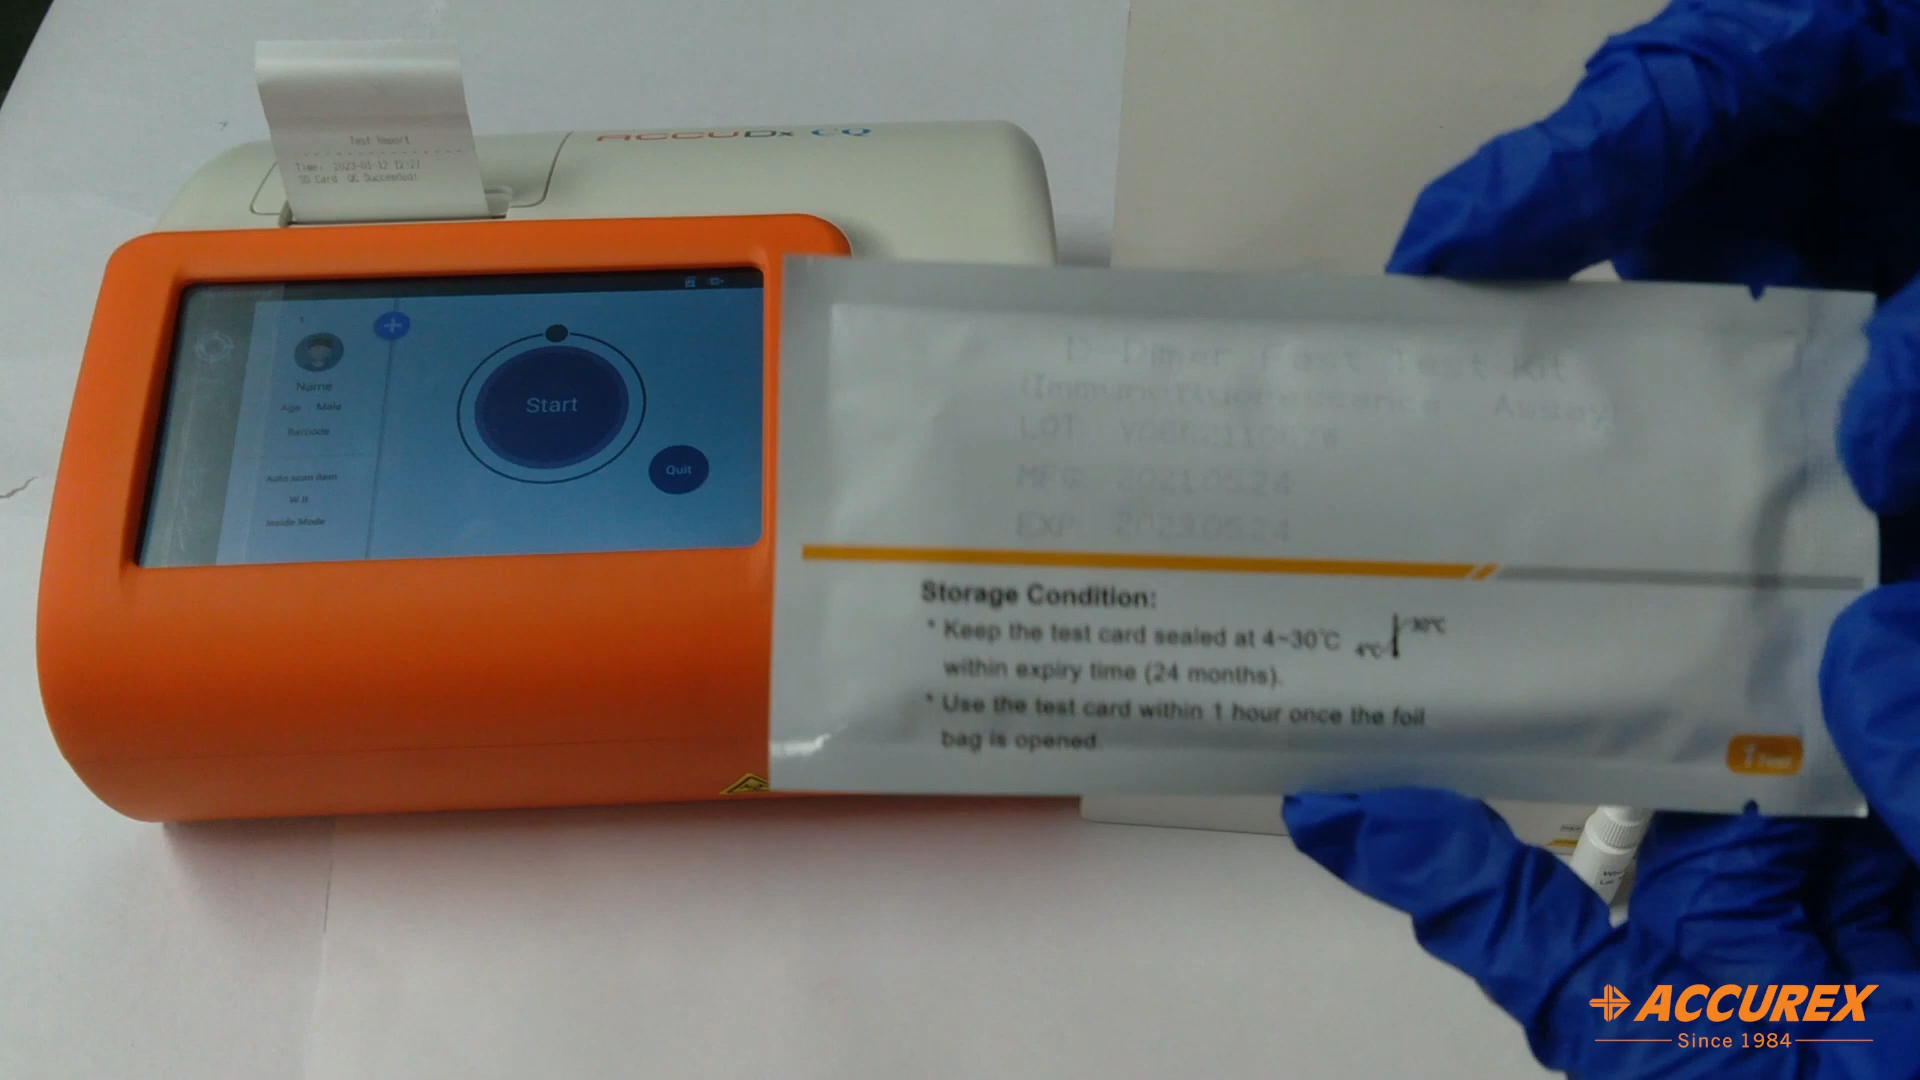 Test Report
SD Card QC Succeeded!
ACCUDx
Name
Age Male
Barcode
Auto scan item
W.B
Inside Mode
Start
Quit
D-Dimer Fast Test Kit
(Immunofluorescence Assay)
LOT
MFG 20210524
EXP 20230524
Storage Condition:
* Keep the test card sealed at 4~30℃ 4℃ 30℃
within expiry time (24 months).
* Use the test card within 1 hour once the foil
bag is opened.
1 Test
ACCUREX
Since 1984